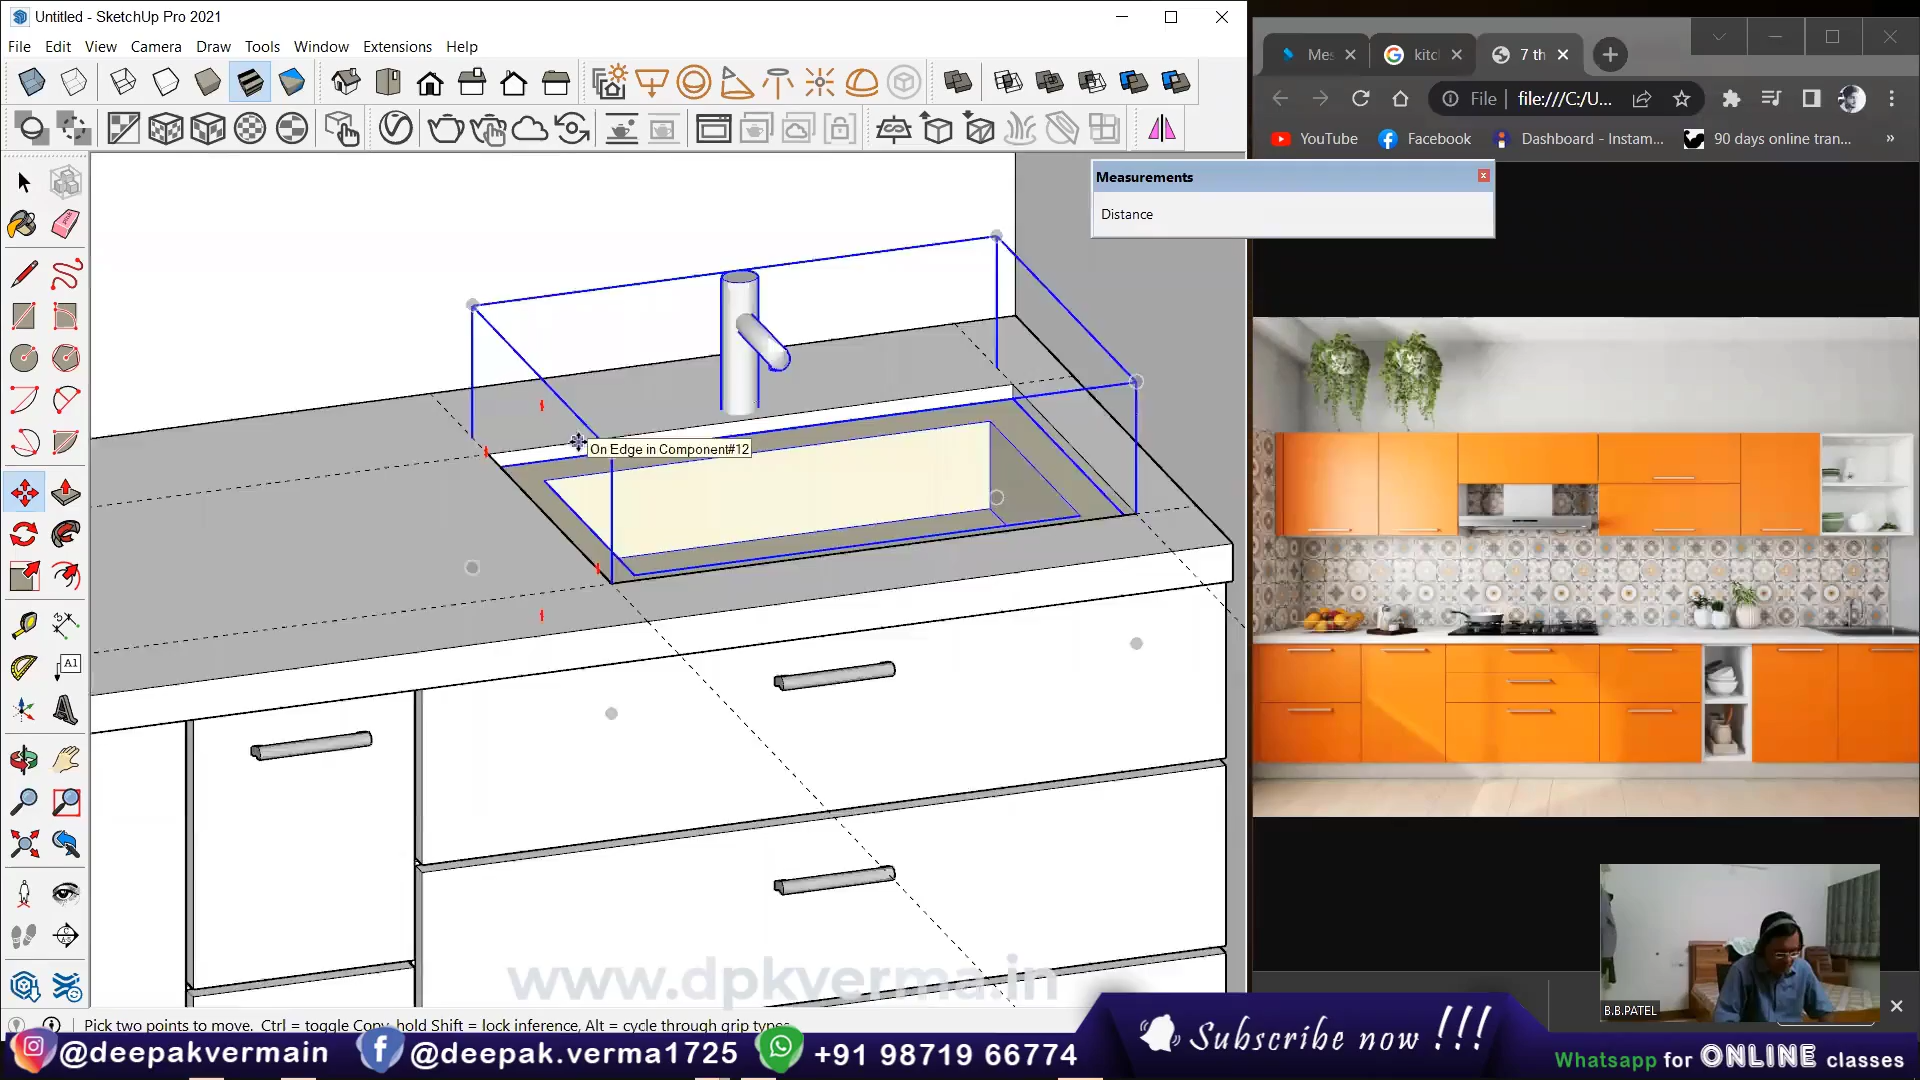 Untitled - SketchUp Pro 2021
File Edit View Camera Draw Tools Window Extensions Help
Measurements
Distance
On Edge in Component#12
A1
Pick two points to move. Ctrl = toggle Copy, hold Shift = lock inference, Alt = cycle through grip types
www.dpkverma.in
Me
kitcl
7 th
File
file:///C:/U...
YouTube
Facebook
Dashboard - Instam...
90 days online tran...
»
B.B.PATEL
@deepakvermain
@deepak.verma1725
+91 98719 66774
Subscribe now !!!
Whatsapp for ONLINE classes